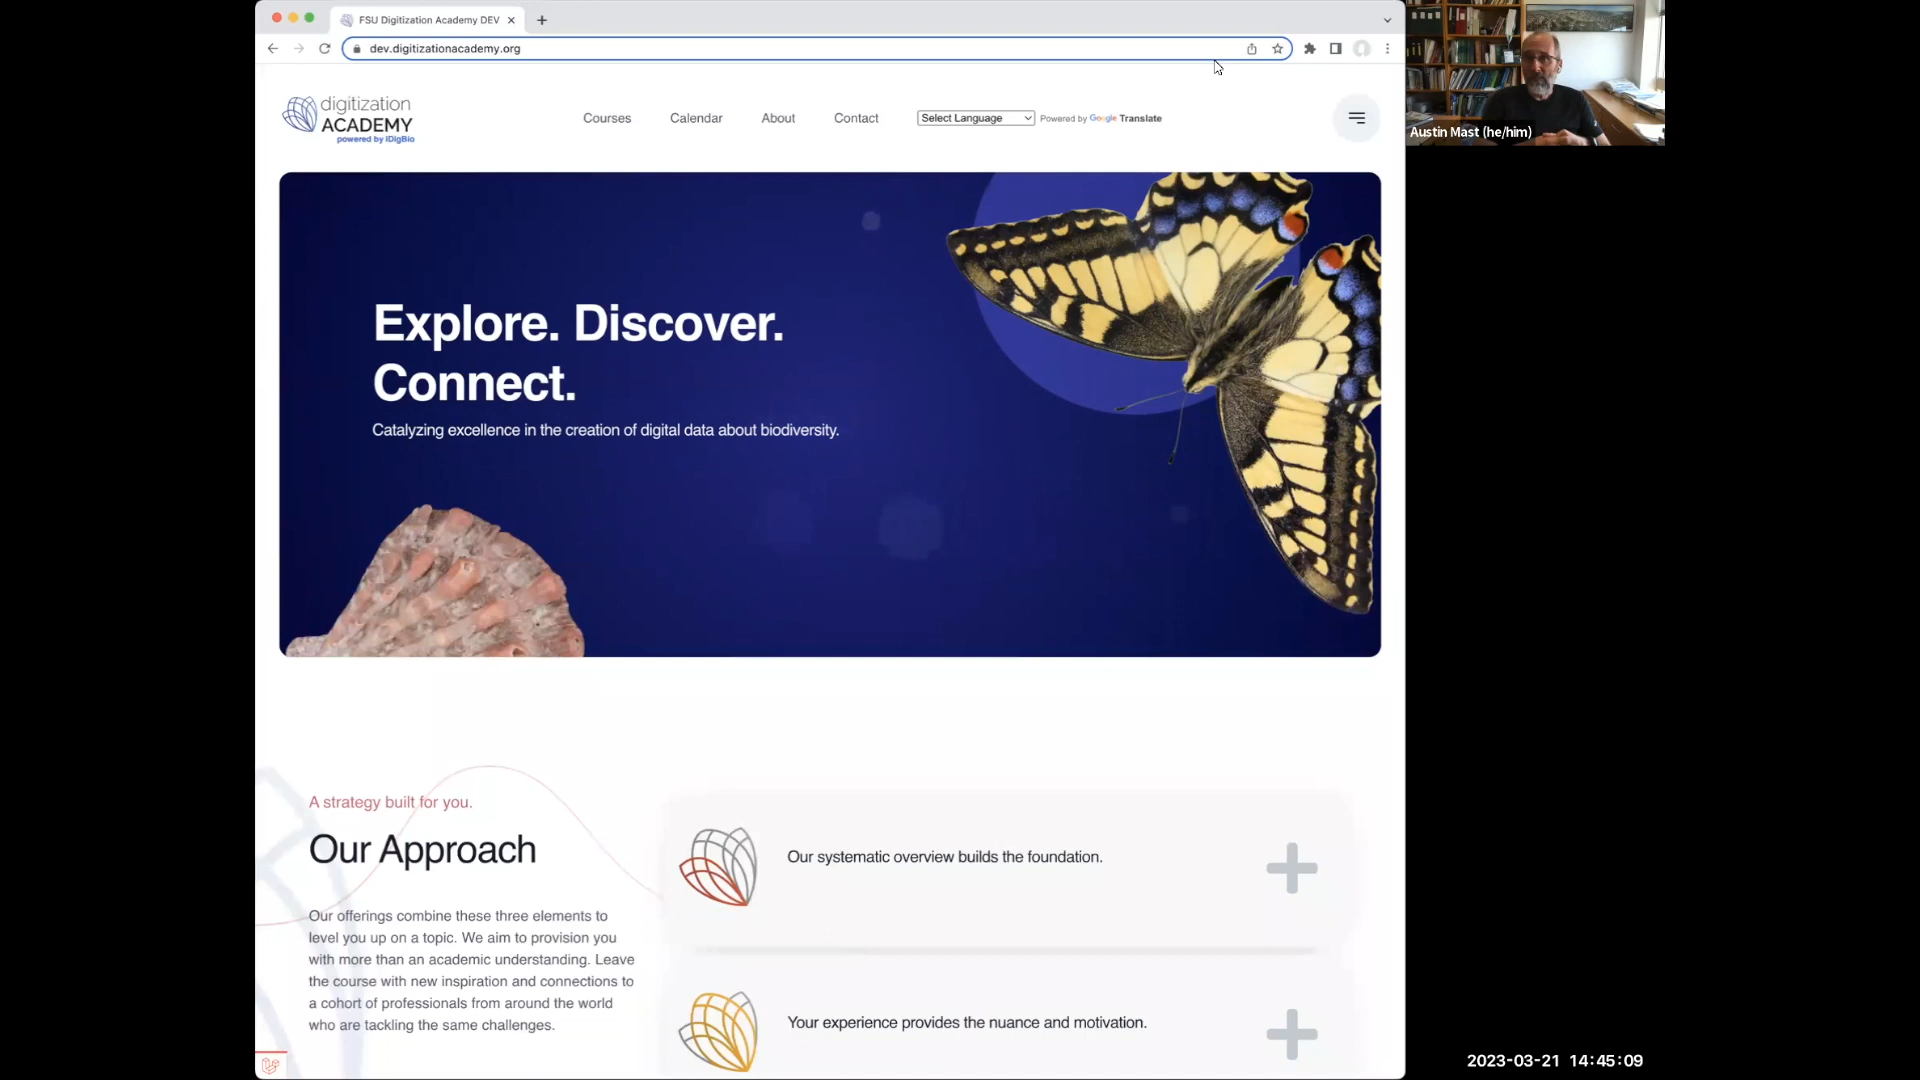 FSU Digitization Academy DEV
dev.digitizationacademy.org
digitization
ACADEMY
powered by iDigBio
Courses
Calendar
About
Contact
Select Language
Powered by Google Translate
Austin Mast (he/him)
Explore. Discover.
Connect.
Catalyzing excellence in the creation of digital data about biodiversity.
A strategy built for you.
Our Approach
Our offerings combine these three elements to
level you up on a topic. We aim to provision you
with more than an academic understanding. Leave
the course with new inspiration and connections to
a cohort of professionals from around the world
who are tackling the same challenges.
Our systematic overview builds the foundation.
Your experience provides the nuance and motivation.
2023-03-21 14:45:09